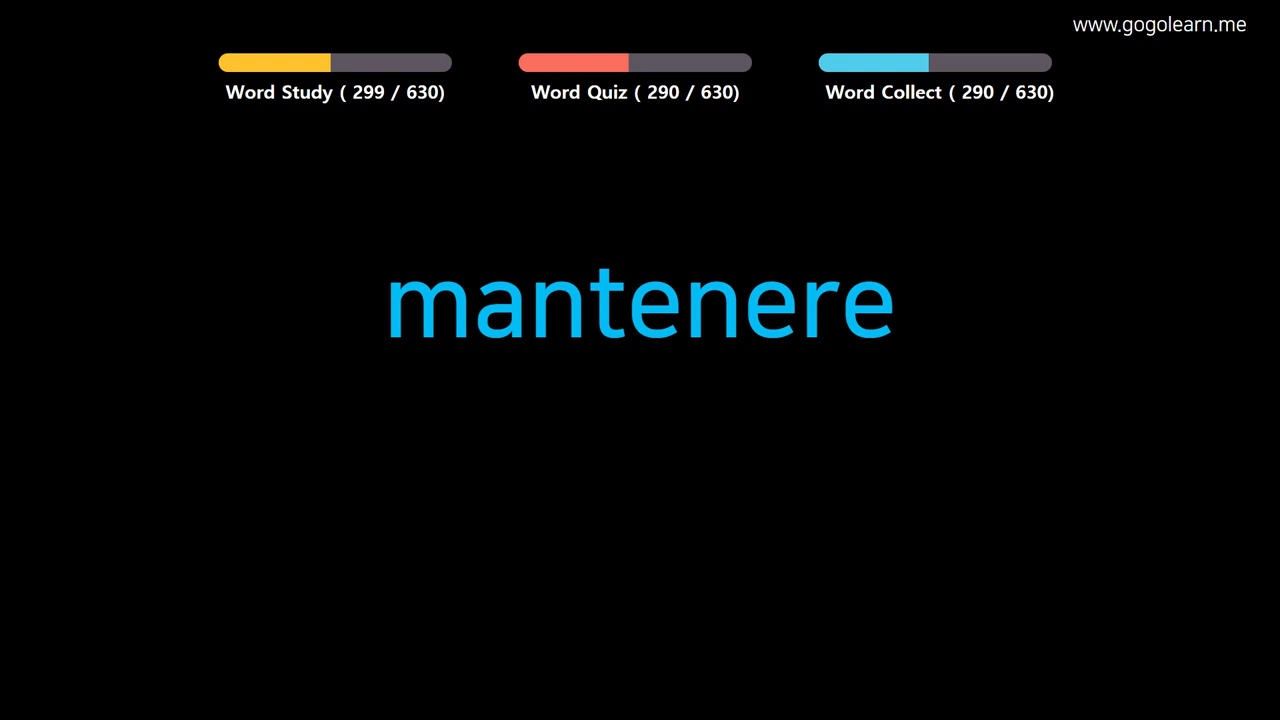 www.gogolearn.me
Word Study ( 299 / 630)
Word Quiz ( 290 / 630)
Word Collect ( 290 / 630)
mantenere